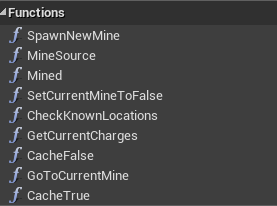 Functions
SpawnNewMine
MineSource
Mined
SetCurrentMineToFalse
CheckKnownLocations
GetCurrentCharges
CacheFalse
GoToCurrentMine
CacheTrue